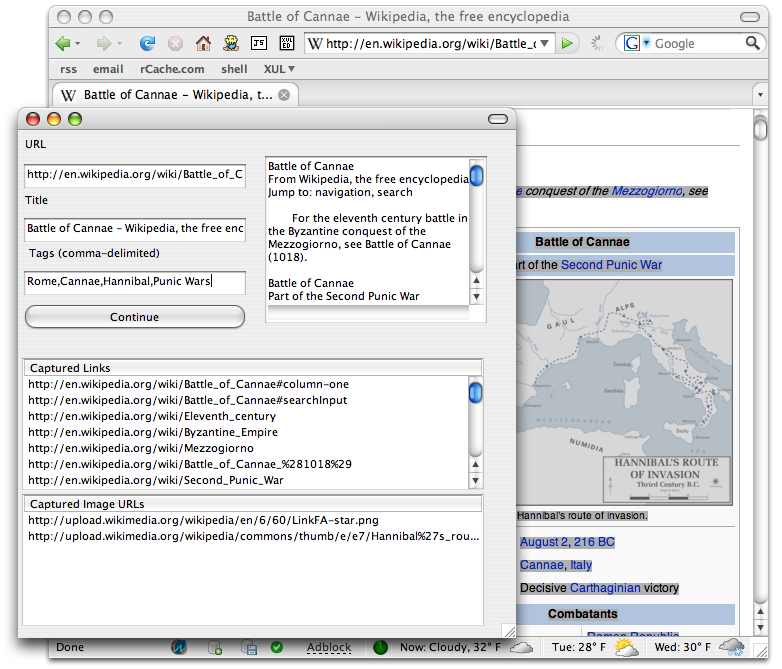 Battle of Cannae – Wikipedia, the free encyclopedia
JS
XUL ED
W http://en.wikipedia.org/wiki/Battle_
G Google
rss email rCache.com shell XUL
W Battle of Cannae – Wikipedia, t...
URL
http://en.wikipedia.org/wiki/Battle_of_C
Title
Battle of Cannae – Wikipedia, the free enc
Tags (comma-delimited)
Rome,Cannae,Hannibal,Punic Wars
Continue
Battle of Cannae
From Wikipedia, the free encyclopedia
Jump to: navigation, search
For the eleventh century battle in
the Byzantine conquest of the
Mezzogiorno, see Battle of Cannae
(1018).
Battle of Cannae
Part of the Second Punic War
Captured Links
http://en.wikipedia.org/wiki/Battle_of_Cannae#column-one
http://en.wikipedia.org/wiki/Battle_of_Cannae#searchInput
http://en.wikipedia.org/wiki/Eleventh_century
http://en.wikipedia.org/wiki/Byzantine_Empire
http://en.wikipedia.org/wiki/Mezzogiorno
http://en.wikipedia.org/wiki/Battle_of_Cannae_%281018%29
http://en.wikipedia.org/wiki/Second_Punic_War
Captured Image URLs
http://upload.wikimedia.org/wikipedia/en/6/60/LinkFA-star.png
http://upload.wikimedia.org/wikipedia/commons/thumb/e/e7/Hannibal%27s_rou...
e conquest of the Mezzogiorno, see
Battle of Cannae
rt of the Second Punic War
GAUL
ALPS
Corsica
Sardinia
Sicily
NUMIDIA
HANNIBAL'S ROUTE
OF INVASION
Third Century B.C.
Hannibal's route of invasion.
August 2, 216 BC
Cannae, Italy
Decisive Carthaginian victory
Combatants
Roman Republic
Done Adblock Now: Cloudy, 32° F Tue: 28° F Wed: 30° F